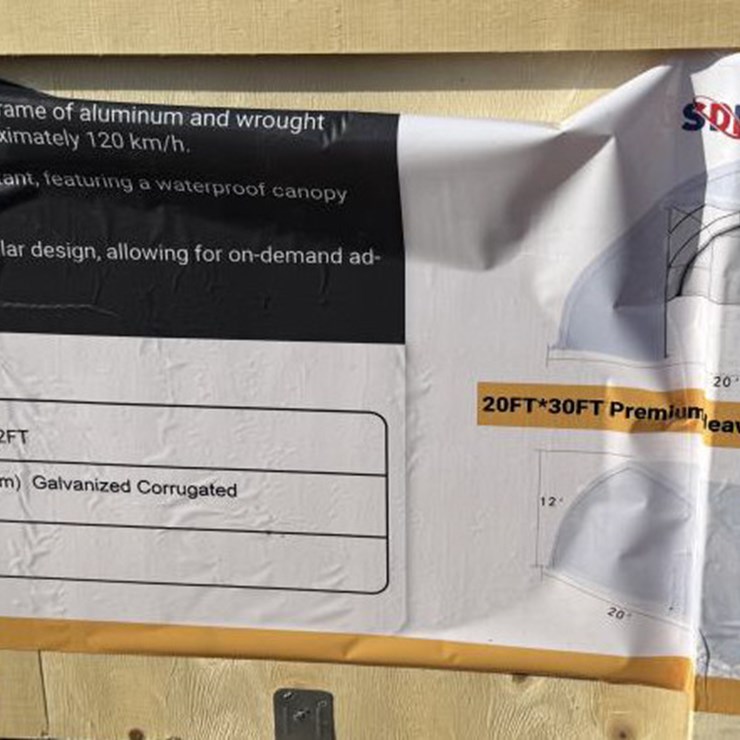 rame of aluminum and wrought
ximately 120 km/h.
tant, featuring a waterproof canopy
lar design, allowing for on-demand ad-
2FT
m) Galvanized Corrugated
20'
20FT*30FT Premium
12'
20'